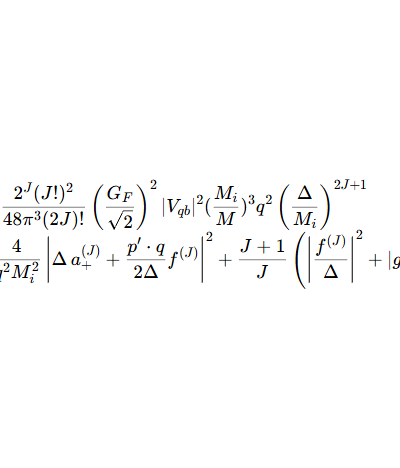 \frac{2^J (J!)^2}{48\pi^3 (2J)!} \left(\frac{G_F}{\sqrt{2}}\right)^2 |V_{qb}|^2 (\frac{M_i}{M})^3 q^2 \left(\frac{\Delta}{M_i}\right)^{2J+1}
\frac{4}{q^2 M_i^2} \left|\Delta\, a_+^{(J)} + \frac{p' \cdot q}{2\Delta} f^{(J)}\right|^2 + \frac{J+1}{J} \left(\left|\frac{f^{(J)}}{\Delta}\right|^2 + |g